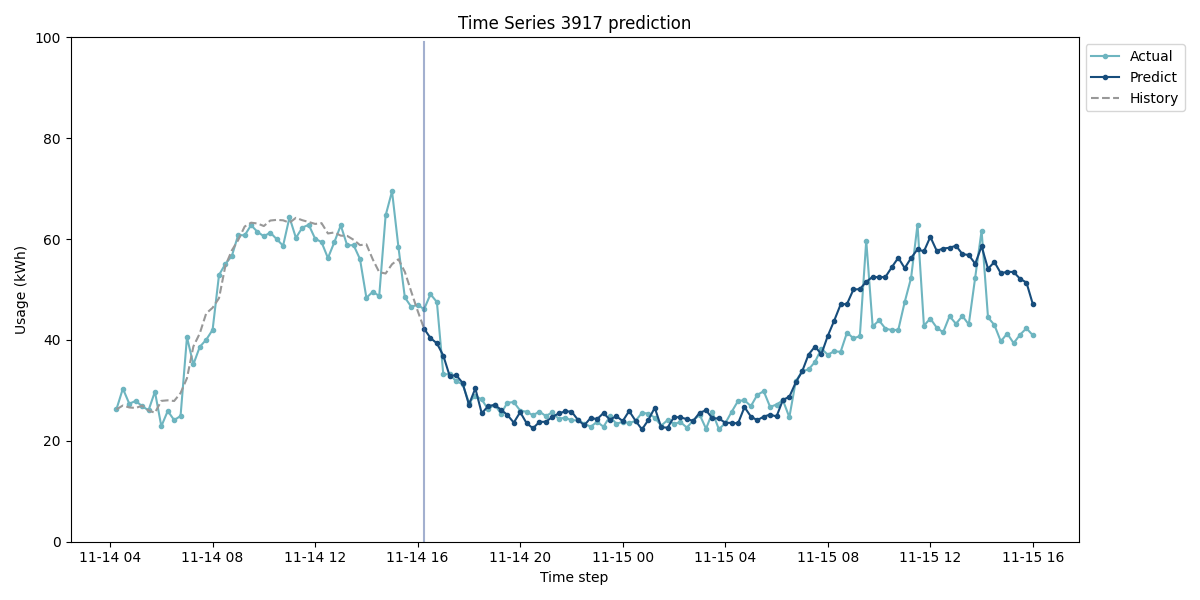 Time Series 3917 prediction
100
80
60
40
20
0
Usage (kWh)
11-14 04
11-14 08
11-14 12
11-14 16
11-14 20
11-15 00
11-15 04
11-15 08
11-15 12
11-15 16
Time step
Actual
Predict
History